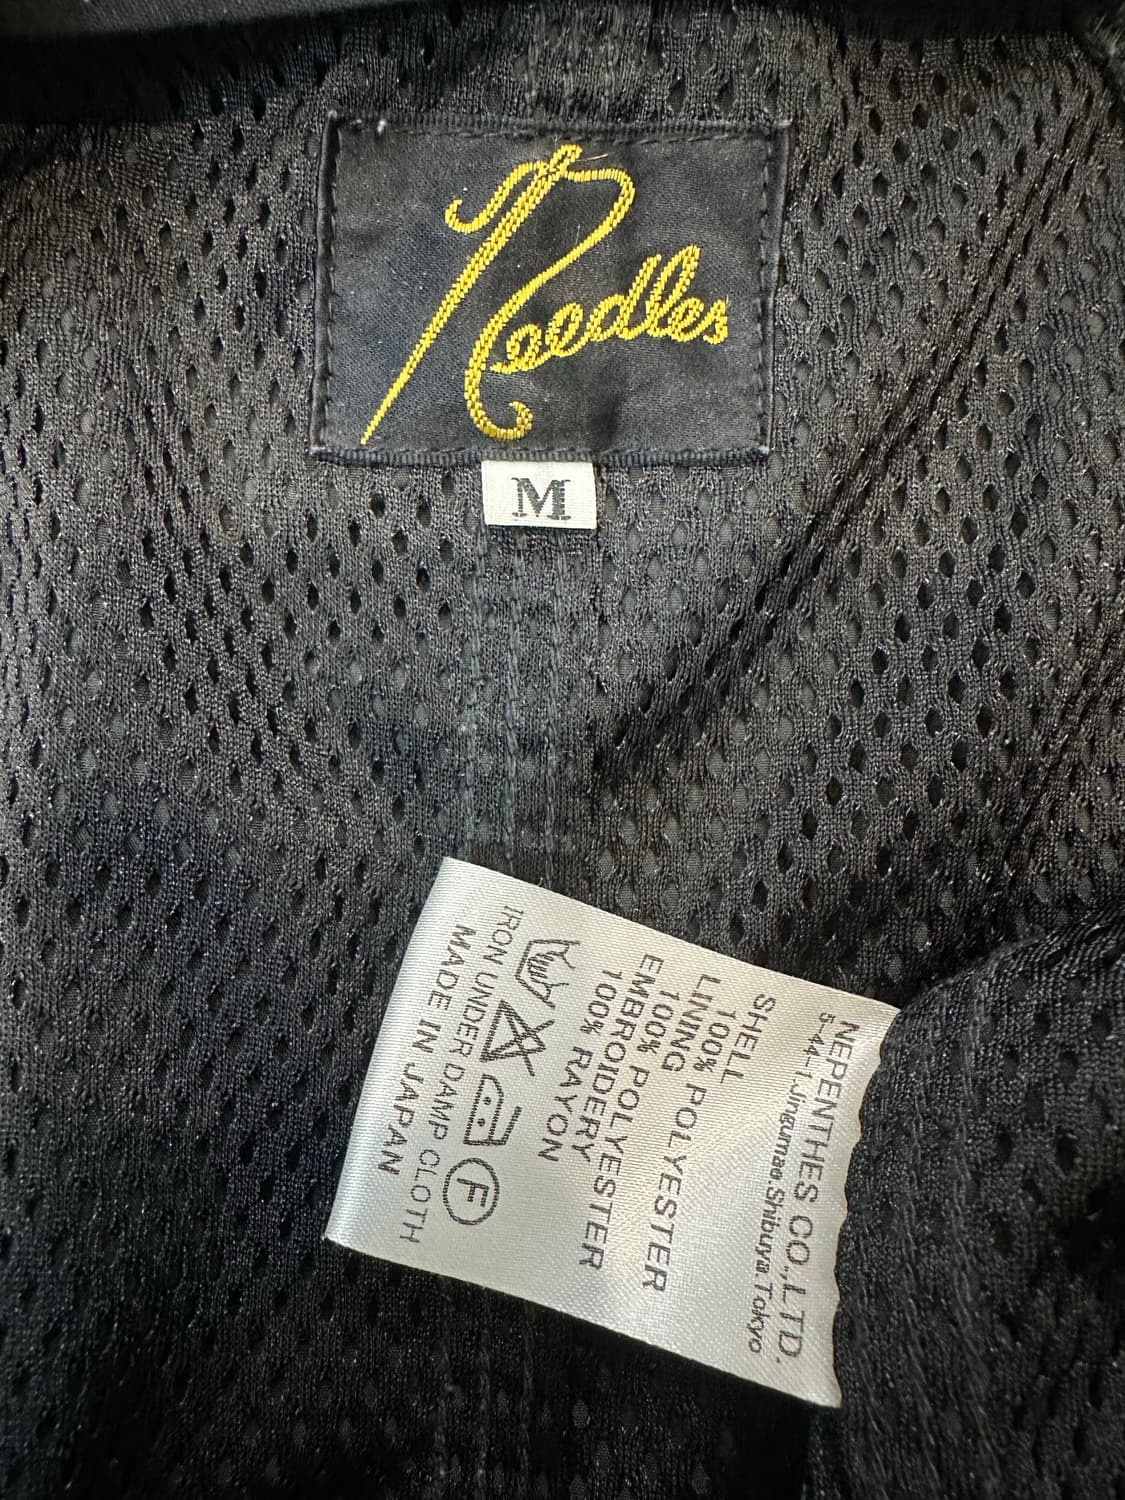 Needles
M
NEPENTHES CO.,LTD.
5-44-1.Jingumae.Shibuya.Tokyo
SHELL
100% POLYESTER
LINING
100% POLYESTER
EMBROIDERY
100% RAYON
F
IRON UNDER DAMP CLOTH
MADE IN JAPAN